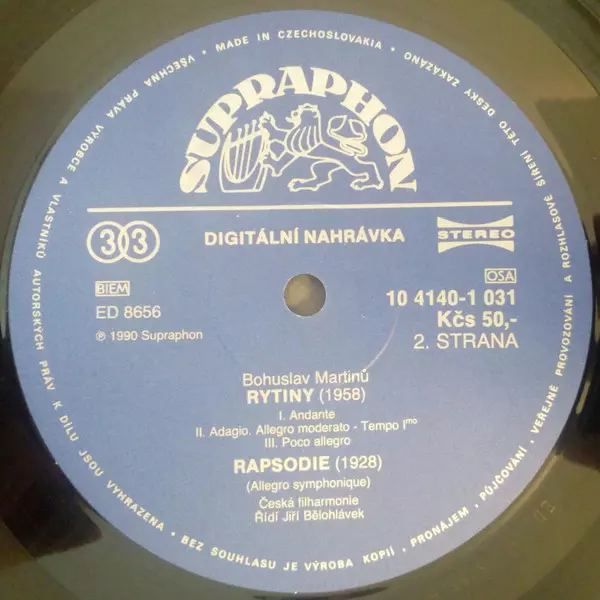 VŠECHNA PRÁVA VÝROBCE A VLASTNÍKŮ AUTORSKÝCH PRÁV K DÍLU JSOU VYHRAZENA • BEZ SOUHLASU JE VÝROBA KOPIÍ, PRONÁJEM, PŮJČOVÁNÍ, VEŘEJNÉ PROVOZOVÁNÍ A ROZHLASOVÉ ŠÍŘENÍ TÉTO DESKY ZAKÁZÁNO • MADE IN CZECHOSLOVAKIA •
SUPRAPHON
33 DIGITÁLNÍ NAHRÁVKA STEREO
BIEM OSA
ED 8656 10 4140-1 031
℗ 1990 Supraphon Kčs 50,-
2. STRANA
Bohuslav Martinů
RYTINY (1958)
I. Andante
II. Adagio. Allegro moderato - Tempo Imo
III. Poco allegro
RAPSODIE (1928)
(Allegro symphonique)
Česká filharmonie
Řídí Jiří Bělohlávek